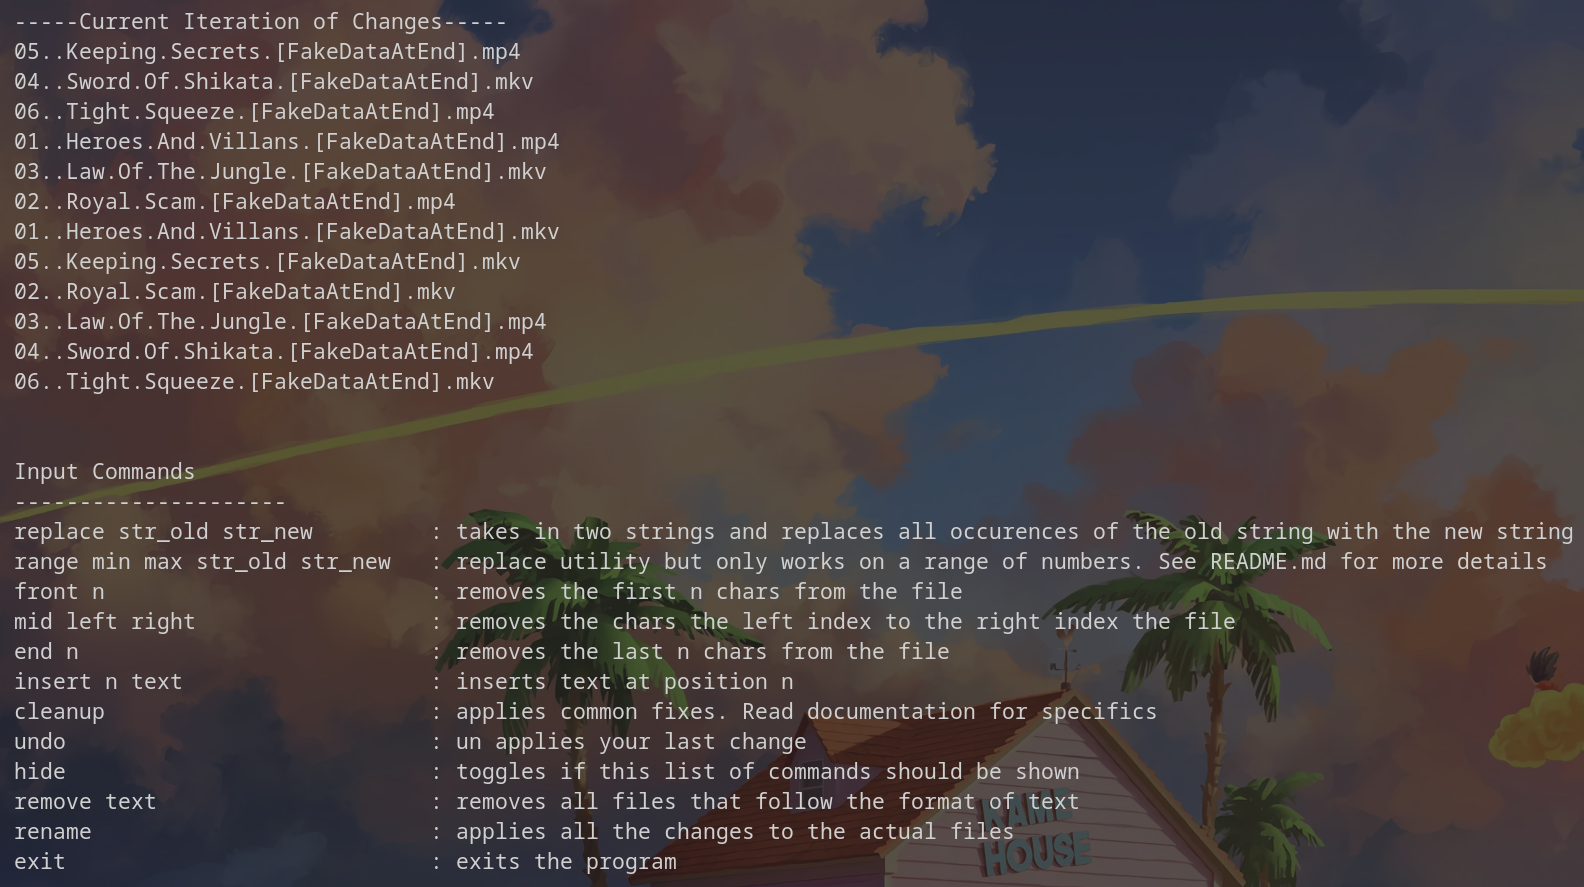 -----Current Iteration of Changes-----
05..Keeping.Secrets.[FakeDataAtEnd].mp4
04..Sword.Of.Shikata.[FakeDataAtEnd].mkv
06..Tight.Squeeze.[FakeDataAtEnd].mp4
01..Heroes.And.Villans.[FakeDataAtEnd].mp4
03..Law.Of.The.Jungle.[FakeDataAtEnd].mkv
02..Royal.Scam.[FakeDataAtEnd].mp4
01..Heroes.And.Villans.[FakeDataAtEnd].mkv
05..Keeping.Secrets.[FakeDataAtEnd].mkv
02..Royal.Scam.[FakeDataAtEnd].mkv
03..Law.Of.The.Jungle.[FakeDataAtEnd].mp4
04..Sword.Of.Shikata.[FakeDataAtEnd].mp4
06..Tight.Squeeze.[FakeDataAtEnd].mkv
Input Commands
---------------------
replace str_old str_new : takes in two strings and replaces all occurences of the old string with the new string
range min max str_old str_new : replace utility but only works on a range of numbers. See README.md for more details
front n : removes the first n chars from the file
mid left right : removes the chars the left index to the right index the file
end n : removes the last n chars from the file
insert n text : inserts text at position n
cleanup : applies common fixes. Read documentation for specifics
undo : un applies your last change
hide : toggles if this list of commands should be shown
remove text : removes all files that follow the format of text
rename : applies all the changes to the actual files
exit : exits the program
KAME
HOUSE